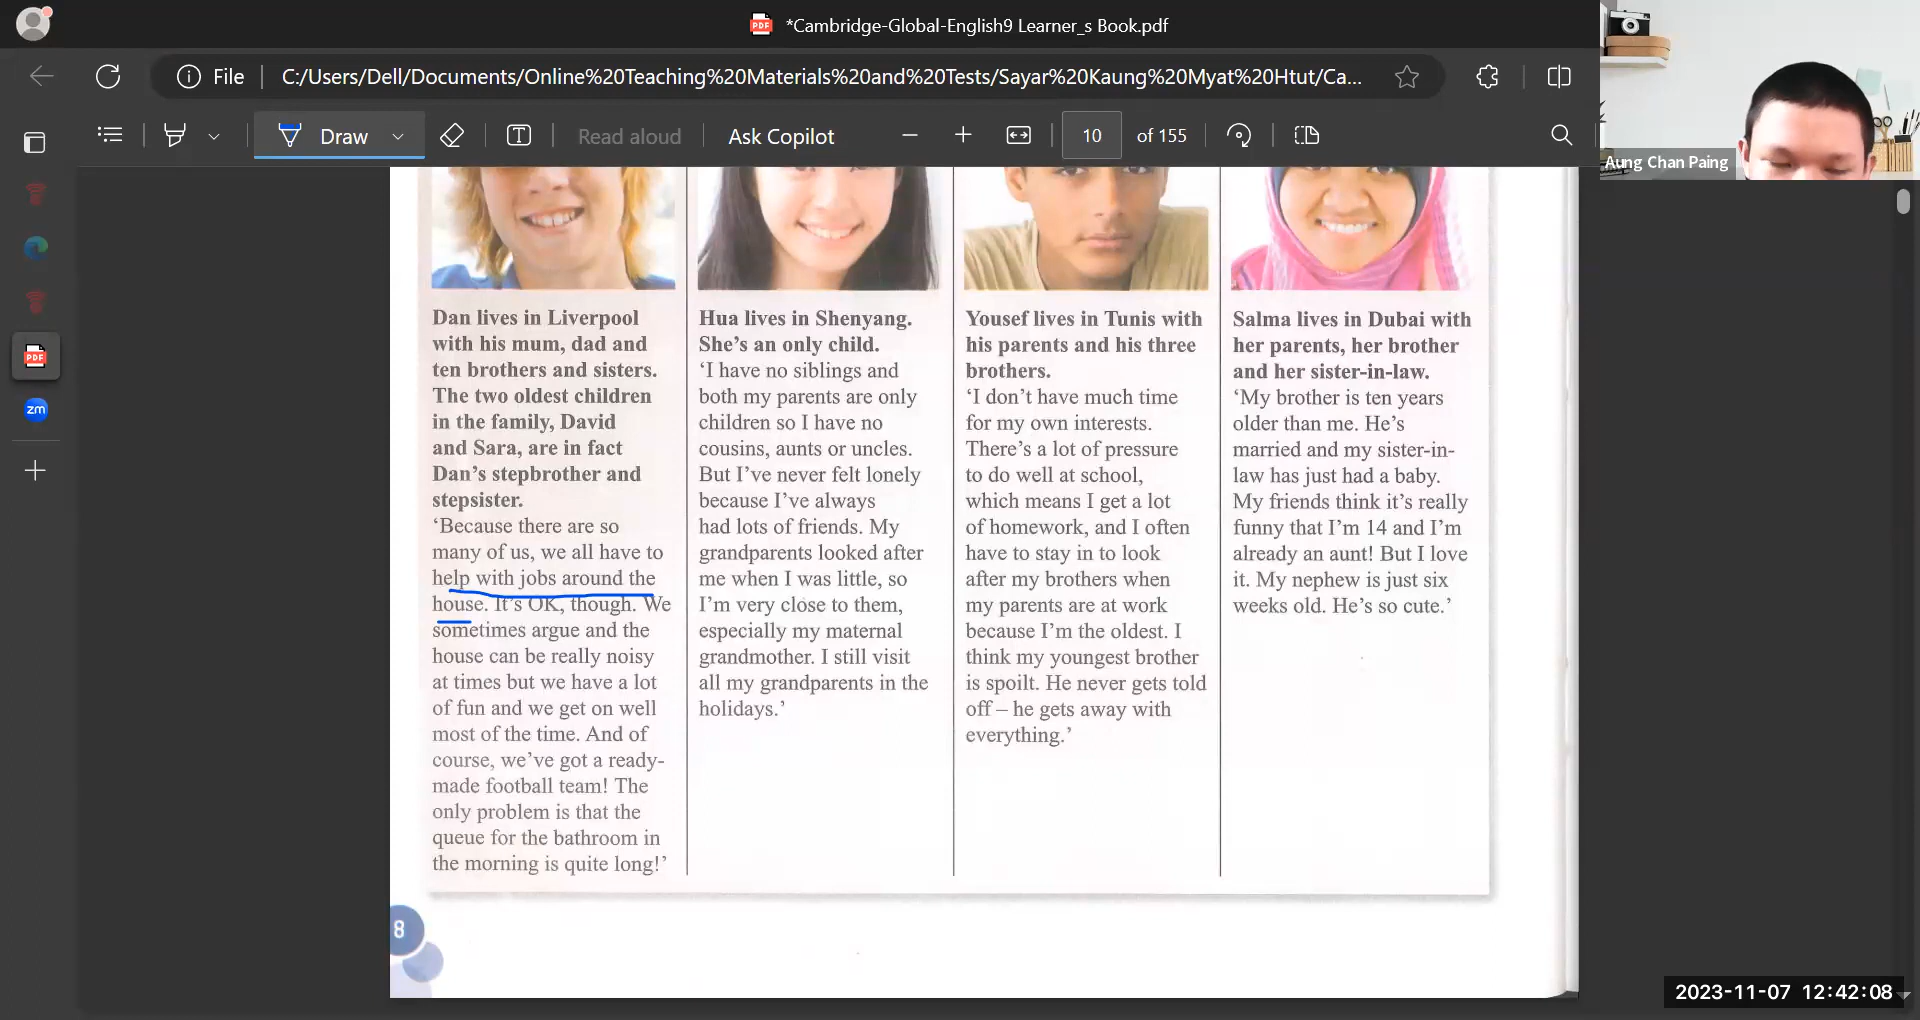 *Cambridge-Global-English9 Learner_s Book.pdf
File
C:/Users/Dell/Documents/Online%20Teaching%20Materials%20and%20Tests/Sayar%20Kaung%20Myat%20Htut/Ca...
Draw
Read aloud
Ask Copilot
10
of 155
Aung Chan Paing
PDF
zm
Dan lives in Liverpool
with his mum, dad and
ten brothers and sisters.
The two oldest children
in the family, David
and Sara, are in fact
Dan's stepbrother and
stepsister.
‘Because there are so
many of us, we all have to
help with jobs around the
house. It's OK, though. We
sometimes argue and the
house can be really noisy
at times but we have a lot
of fun and we get on well
most of the time. And of
course, we've got a ready-
made football team! The
only problem is that the
queue for the bathroom in
the morning is quite long!’
Hua lives in Shenyang.
She's an only child.
‘I have no siblings and
both my parents are only
children so I have no
cousins, aunts or uncles.
But I've never felt lonely
because I've always
had lots of friends. My
grandparents looked after
me when I was little, so
I'm very close to them,
especially my maternal
grandmother. I still visit
all my grandparents in the
holidays.’
Yousef lives in Tunis with
his parents and his three
brothers.
‘I don't have much time
for my own interests.
There's a lot of pressure
to do well at school,
which means I get a lot
of homework, and I often
have to stay in to look
after my brothers when
my parents are at work
because I'm the oldest. I
think my youngest brother
is spoilt. He never gets told
off – he gets away with
everything.’
Salma lives in Dubai with
her parents, her brother
and her sister-in-law.
‘My brother is ten years
older than me. He's
married and my sister-in-
law has just had a baby.
My friends think it's really
funny that I'm 14 and I'm
already an aunt! But I love
it. My nephew is just six
weeks old. He's so cute.’
8
2023-11-07 12:42:08